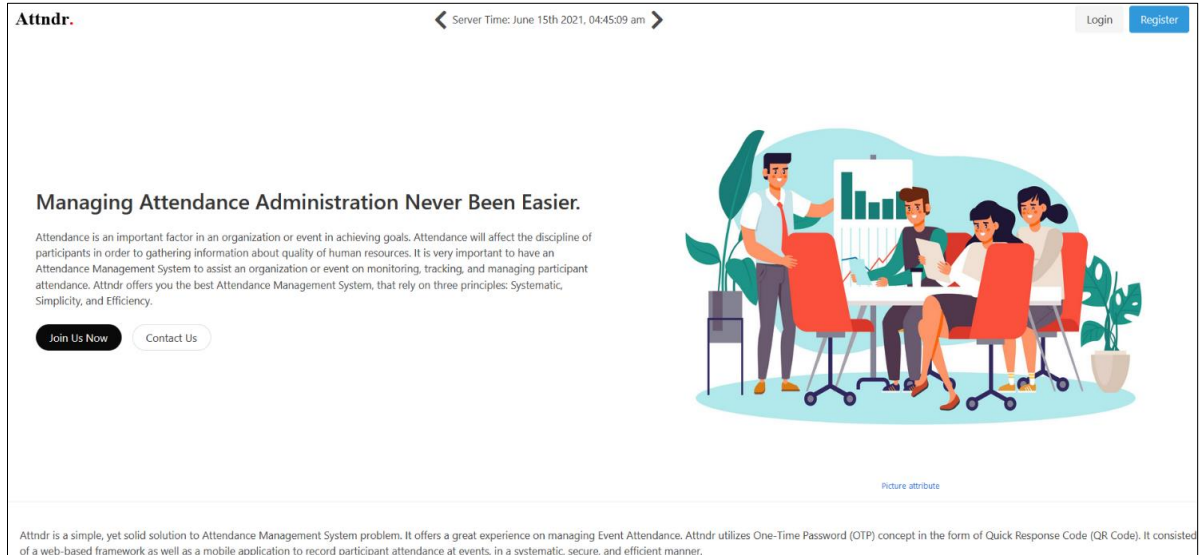 Attndr.
Server Time: June 15th 2021, 04:45:09 am
Login
Register
Managing Attendance Administration Never Been Easier.
Attendance is an important factor in an organization or event in achieving goals. Attendance will affect the discipline of
participants in order to gathering information about quality of human resources. It is very important to have an
Attendance Management System to assist an organization or event on monitoring, tracking, and managing participant
attendance. Attndr offers you the best Attendance Management System, that rely on three principles: Systematic,
Simplicity, and Efficiency.
Join Us Now
Contact Us
Picture attribute
Attndr is a simple, yet solid solution to Attendance Management System problem. It offers a great experience on managing Event Attendance. Attndr utilizes One-Time Password (OTP) concept in the form of Quick Response Code (QR Code). It consisted
of a web-based framework as well as a mobile application to record participant attendance at events, in a systematic, secure, and efficient manner.